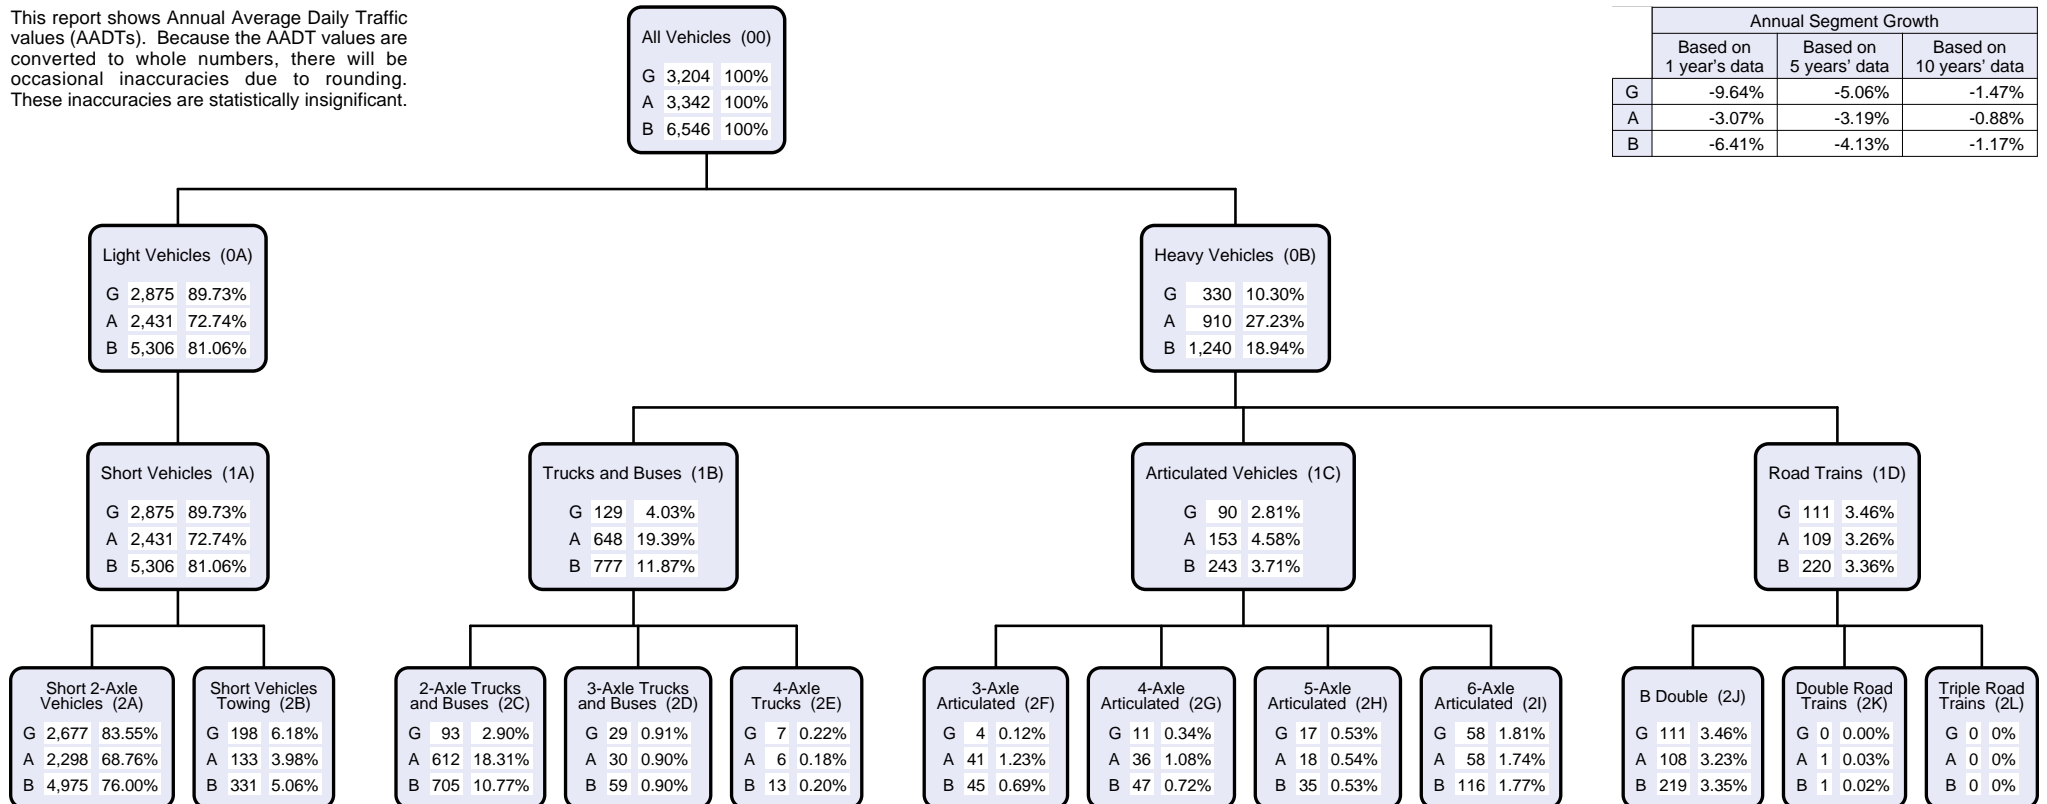 This report shows Annual Average Daily Traffic
values (AADTs). Because the AADT values are
converted to whole numbers, there will be
occasional inaccuracies due to rounding.
These inaccuracies are statistically insignificant.
All Vehicles (00)
G 3,204 100%
A 3,342 100%
B 6,546 100%
Annual Segment Growth
Based on 1 year's data Based on 5 years' data Based on 10 years' data
G -9.64% -5.06% -1.47%
A -3.07% -3.19% -0.88%
B -6.41% -4.13% -1.17%
Light Vehicles (0A)
G 2,875 89.73%
A 2,431 72.74%
B 5,306 81.06%
Heavy Vehicles (0B)
G 330 10.30%
A 910 27.23%
B 1,240 18.94%
Short Vehicles (1A)
G 2,875 89.73%
A 2,431 72.74%
B 5,306 81.06%
Trucks and Buses (1B)
G 129 4.03%
A 648 19.39%
B 777 11.87%
Articulated Vehicles (1C)
G 90 2.81%
A 153 4.58%
B 243 3.71%
Road Trains (1D)
G 111 3.46%
A 109 3.26%
B 220 3.36%
Short 2-Axle
Vehicles (2A)
G 2,677 83.55%
A 2,298 68.76%
B 4,975 76.00%
Short Vehicles
Towing (2B)
G 198 6.18%
A 133 3.98%
B 331 5.06%
2-Axle Trucks
and Buses (2C)
G 93 2.90%
A 612 18.31%
B 705 10.77%
3-Axle Trucks
and Buses (2D)
G 29 0.91%
A 30 0.90%
B 59 0.90%
4-Axle
Trucks (2E)
G 7 0.22%
A 6 0.18%
B 13 0.20%
3-Axle
Articulated (2F)
G 4 0.12%
A 41 1.23%
B 45 0.69%
4-Axle
Articulated (2G)
G 11 0.34%
A 36 1.08%
B 47 0.72%
5-Axle
Articulated (2H)
G 17 0.53%
A 18 0.54%
B 35 0.53%
6-Axle
Articulated (2I)
G 58 1.81%
A 58 1.74%
B 116 1.77%
B Double (2J)
G 111 3.46%
A 108 3.23%
B 219 3.35%
Double Road
Trains (2K)
G 0 0.00%
A 1 0.03%
B 1 0.02%
Triple Road
Trains (2L)
G 0 0%
A 0 0%
B 0 0%